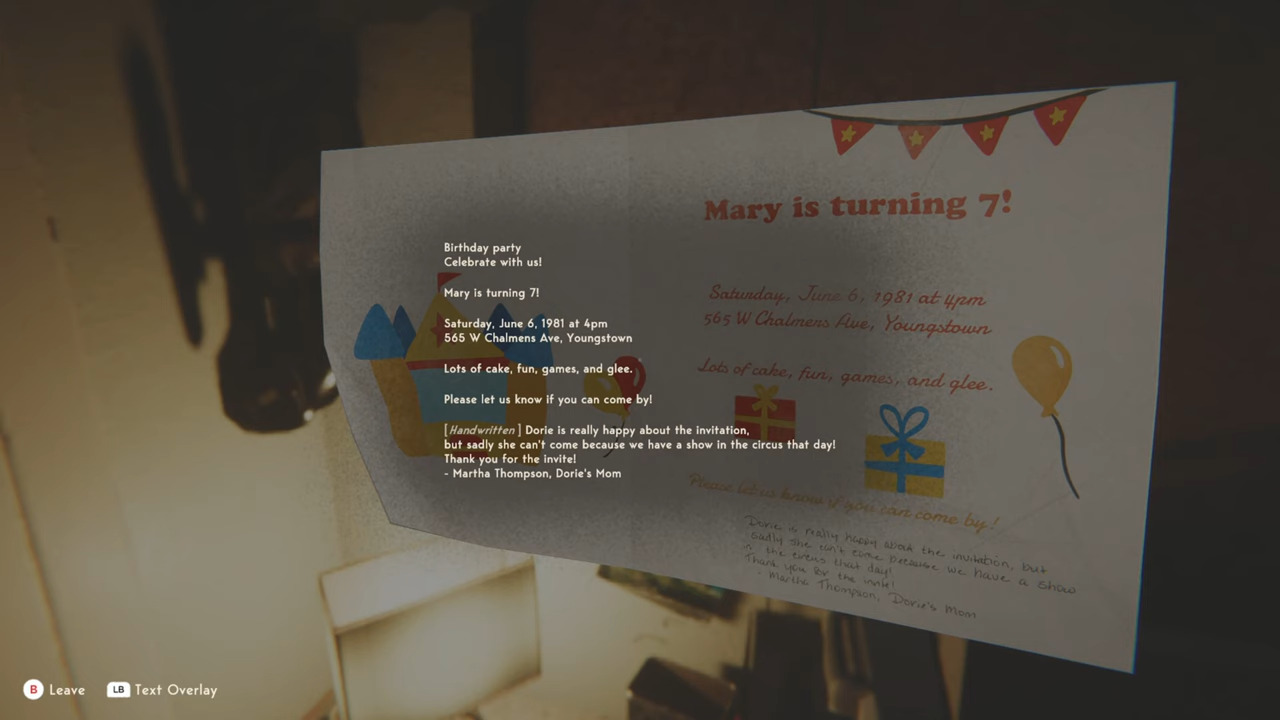 Birthday party
Celebrate with us!
Mary is turning 7!
Saturday, June 6, 1981 at 4pm
565 W Chalmens Ave, Youngstown
Lots of cake, fun, games, and glee.
Please let us know if you can come by!
[Handwritten] Dorie is really happy about the invitation,
but sadly she can't come because we have a show in the circus that day!
Thank you for the invite!
- Martha Thompson, Dorie's Mom
Mary is turning 7!
Saturday, June 6, 1981 at 4pm
565 W Chalmers Ave, Youngstown
Lots of cake, fun, games, and glee.
Please let us know if you can come by!
Dorie is really happy about the invitation, but
sadly she can't come because we have a show
in the circus that day!
Thank you for the invite!
- Martha Thompson, Dorie's Mom
B Leave
LB Text Overlay